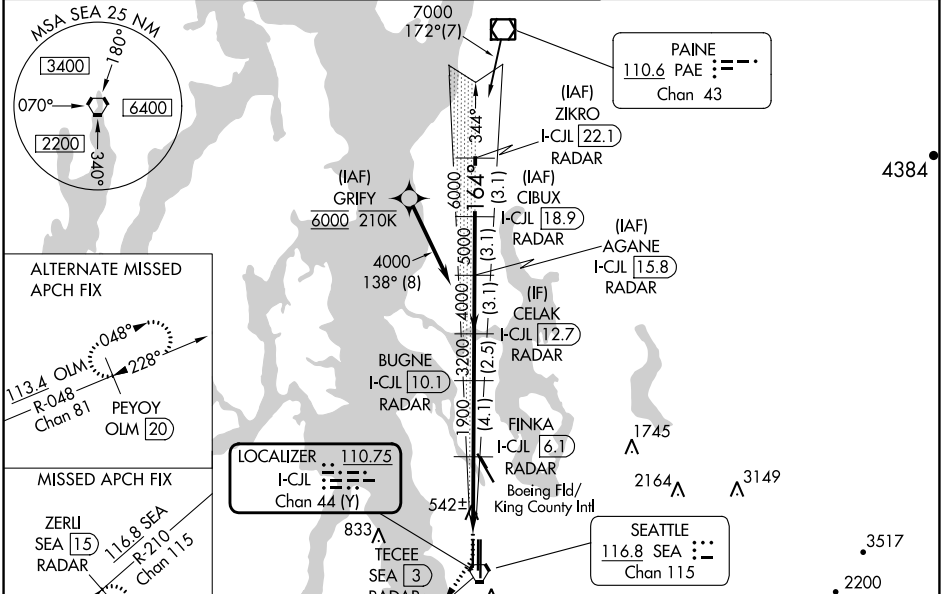 MSA SEA 25 NM
180°
3400
070°
6400
2200
340°
7000
172°(7)
PAINE
110.6 PAE
Chan 43
344°
(IAF)
ZIKRO
I-CJL 22.1
RADAR
4384
6000
164°
(3.1)
(IAF)
GRIFY
6000 210K
(IAF)
CIBUX
I-CJL 18.9
RADAR
4000
138° (8)
5000
(3.1)
(IAF)
AGANE
I-CJL 15.8
RADAR
4000
(3.1)
(IF)
CELAK
I-CJL 12.7
RADAR
3200
(2.5)
BUGNE
I-CJL 10.1
RADAR
1900
(4.1)
FINKA
I-CJL 6.1
RADAR
Boeing Fld/
King County Intl
1745
2164
3149
ALTERNATE MISSED
APCH FIX
048°
228°
113.4 OLM
R-048
Chan 81
PEYOY
OLM 20
LOCALIZER 110.75
I-CJL
Chan 44 (Y)
542±
833
MISSED APCH FIX
ZERLI
SEA 15
RADAR
116.8 SEA
R-210
Chan 115
TECEE
SEA 3
RADAR
SEATTLE
116.8 SEA
Chan 115
3517
2200